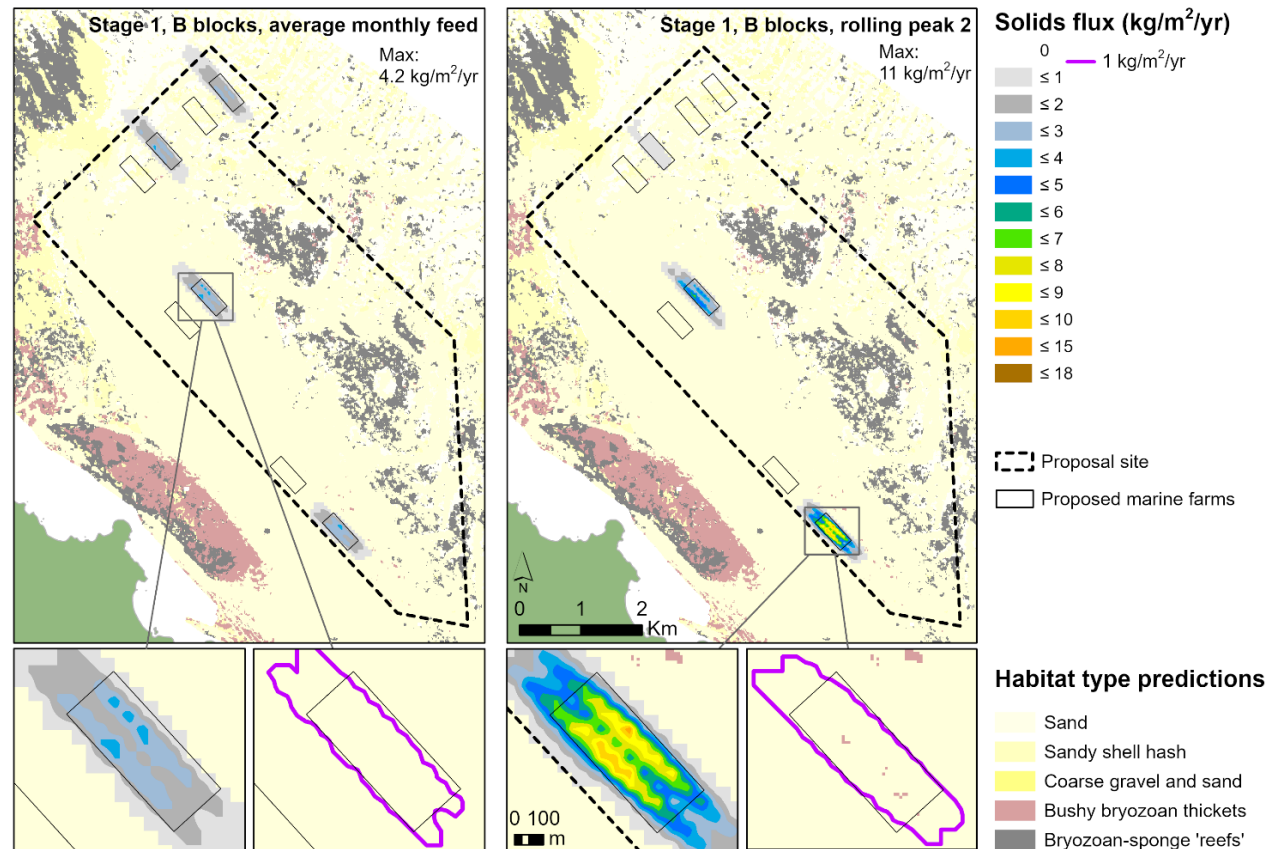 Stage 1, B blocks, average monthly feed
Max:
4.2 kg/m²/yr
Stage 1, B blocks, rolling peak 2
Max:
11 kg/m²/yr
N
0 1 2
Km
0 100
m
Solids flux (kg/m²/yr)
0
1 kg/m²/yr
≤ 1
≤ 2
≤ 3
≤ 4
≤ 5
≤ 6
≤ 7
≤ 8
≤ 9
≤ 10
≤ 15
≤ 18
Proposal site
Proposed marine farms
Habitat type predictions
Sand
Sandy shell hash
Coarse gravel and sand
Bushy bryozoan thickets
Bryozoan-sponge 'reefs'